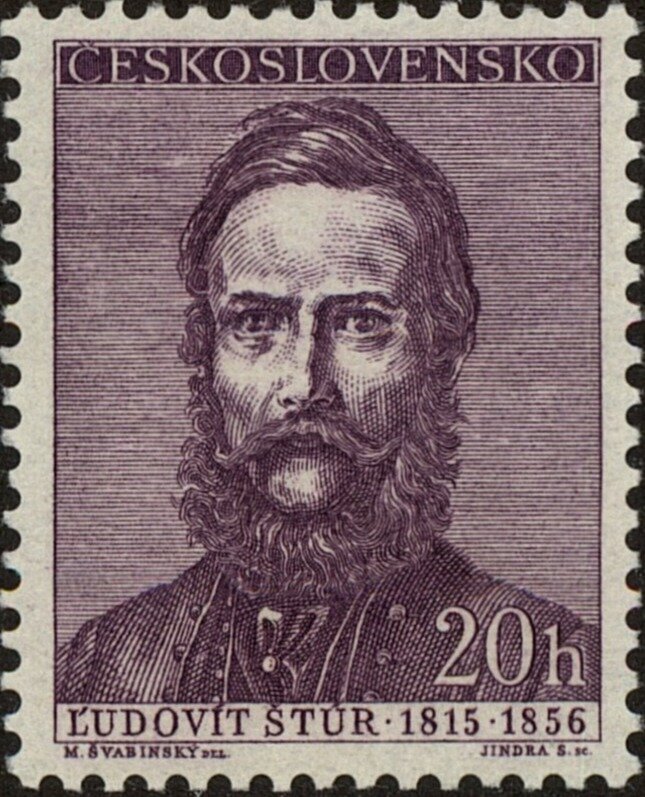 ČESKOSLOVENSKO
20h
ĽUDOVÍT ŠTÚR · 1815 · 1856
M. ŠVABINSKÝ DEL. JINDRA S. SC.